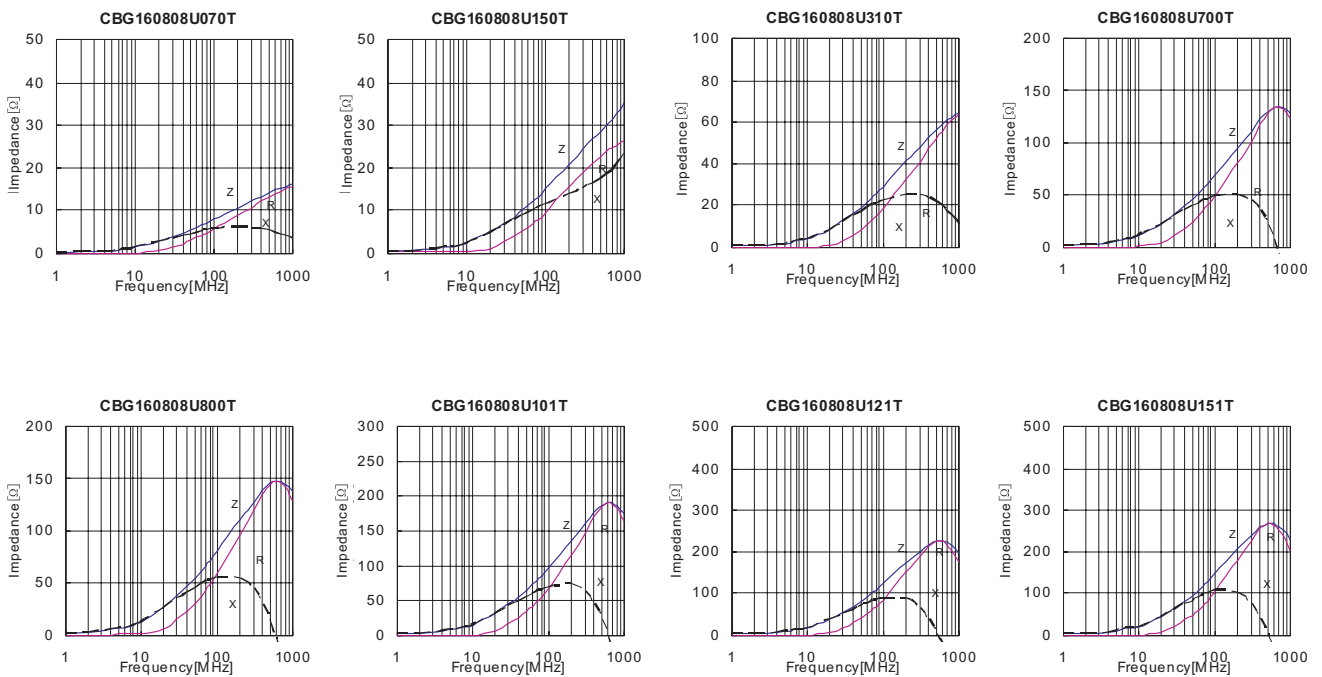 CBG160808U070T
50
40
30
20
10
0
Impedance[Ω]
Z
R
X
1 10 100 1000
Frequency[MHz]
CBG160808U150T
50
40
30
20
10
0
Impedance[Ω]
Z
R
X
1 10 100 1000
Frequency[MHz]
CBG160808U310T
100
80
60
40
20
0
Impedance[Ω]
Z
R
X
1 10 100 1000
Frequency[MHz]
CBG160808U700T
200
150
100
50
0
Impedance[Ω]
Z
R
X
1 10 100 1000
Frequency[MHz]
CBG160808U800T
200
150
100
50
0
Impedance[Ω]
Z
R
X
1 10 100 1000
Frequency[MHz]
CBG160808U101T
300
250
200
150
100
50
0
Impedance[Ω]
Z
R
X
1 10 100 1000
Frequency[MHz]
CBG160808U121T
500
400
300
200
100
0
Impedance[Ω]
Z
R
X
1 10 100 1000
Frequency[MHz]
CBG160808U151T
500
400
300
200
100
0
Impedance[Ω]
Z
R
X
1 10 100 1000
Frequency[MHz]